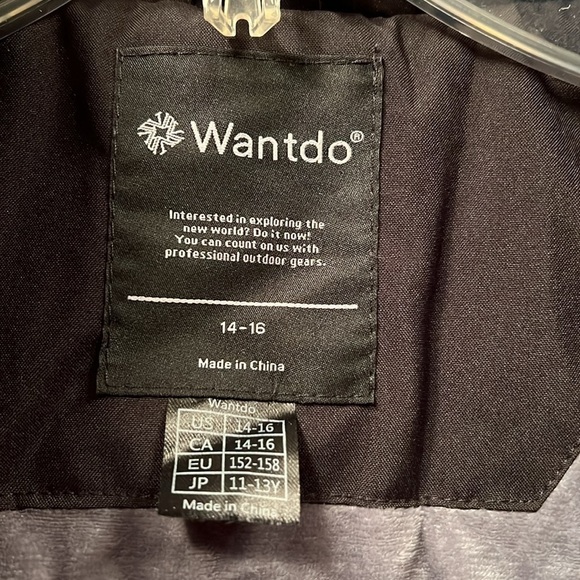 Wantdo®
Interested in exploring the
new world? Do it now!
You can count on us with
professional outdoor gears.
14-16
Made in China
Wantdo
US 14-16
CA 14-16
EU 152-158
JP 11-13Y
Made in China